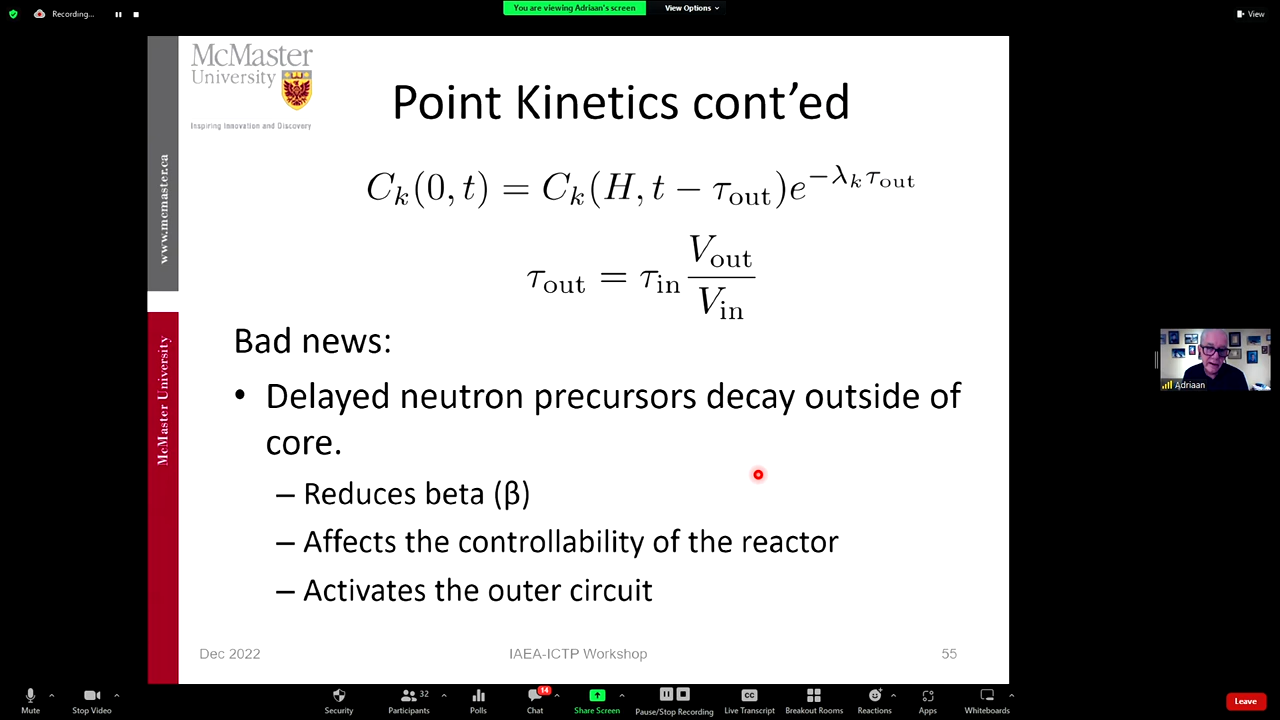 Recording...
You are viewing Adriaan's screen
View Options
View
McMaster
University
Inspiring Innovation and Discovery
www.mcmaster.ca
McMaster University
Point Kinetics cont’ed
C_k(0, t) = C_k(H, t − τ_out)e^{−λ_k τ_out}
τ_out = τ_in V_out / V_in
Bad news:
• Delayed neutron precursors decay outside of
core.
– Reduces beta (β)
– Affects the controllability of the reactor
– Activates the outer circuit
Dec 2022
IAEA-ICTP Workshop
55
Adriaan
Mute
Stop Video
Security
32
Participants
Polls
14
Chat
Share Screen
Pause/Stop Recording
CC
Live Transcript
Breakout Rooms
Reactions
Apps
Whiteboards
Leave